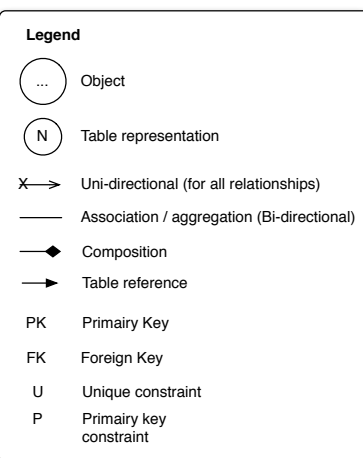 Legend
... Object
N Table representation
X Uni-directional (for all relationships)
Association / aggregation (Bi-directional)
Composition
Table reference
PK Primairy Key
FK Foreign Key
U Unique constraint
P Primairy key
constraint